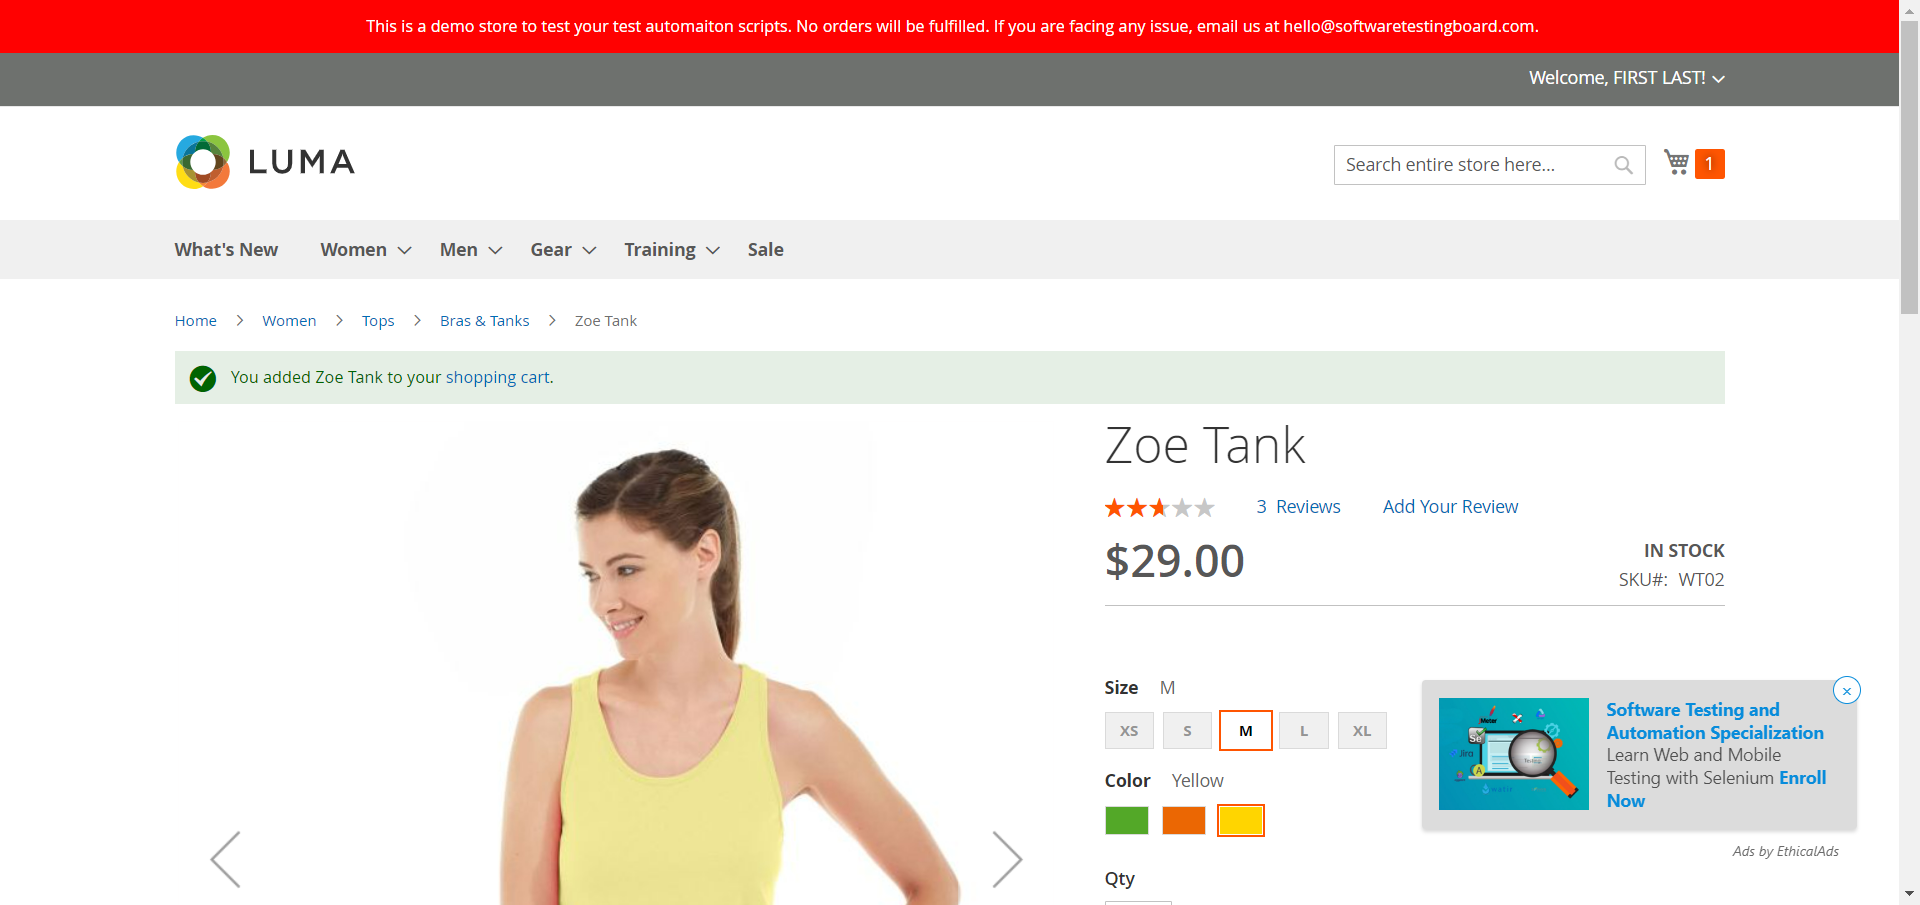 This is a demo store to test your test automaiton scripts. No orders will be fulfilled. If you are facing any issue, email us at hello@softwaretestingboard.com.
Welcome, FIRST LAST!
LUMA
Search entire store here...
1
What's New Women Men Gear Training Sale
Home > Women > Tops > Bras & Tanks > Zoe Tank
You added Zoe Tank to your shopping cart.
Zoe Tank
3 Reviews Add Your Review
$29.00
IN STOCK
SKU#: WT02
Size M
XS S M L XL
Color Yellow
Qty
Software Testing and
Automation Specialization
Learn Web and Mobile
Testing with Selenium Enroll
Now
Ads by EthicalAds